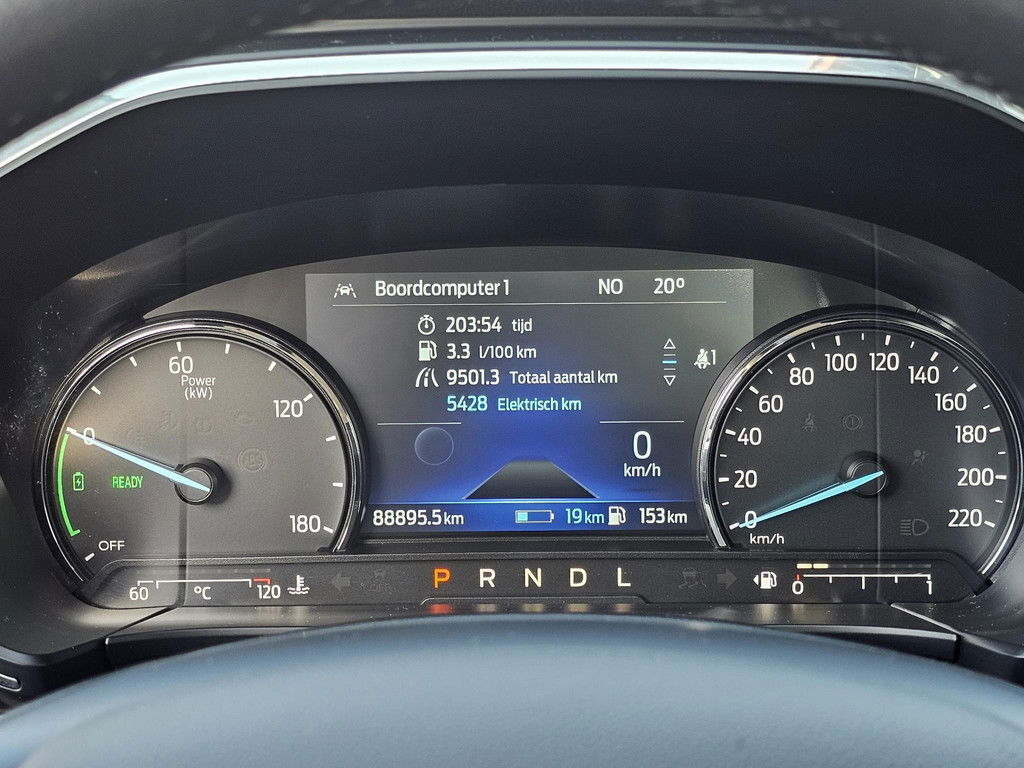 Boordcomputer 1 NO 20°
203:54 tijd
3.3 l/100 km
9501.3 Totaal aantal km
5428 Elektrisch km
1
0
km/h
88895.5 km 19 km 153 km
0
60
120
180
Power
(kW)
READY
OFF
ABS
0
20
40
60
80
100
120
140
160
180
200
220
km/h
60 °C 120
P R N D L
0 1